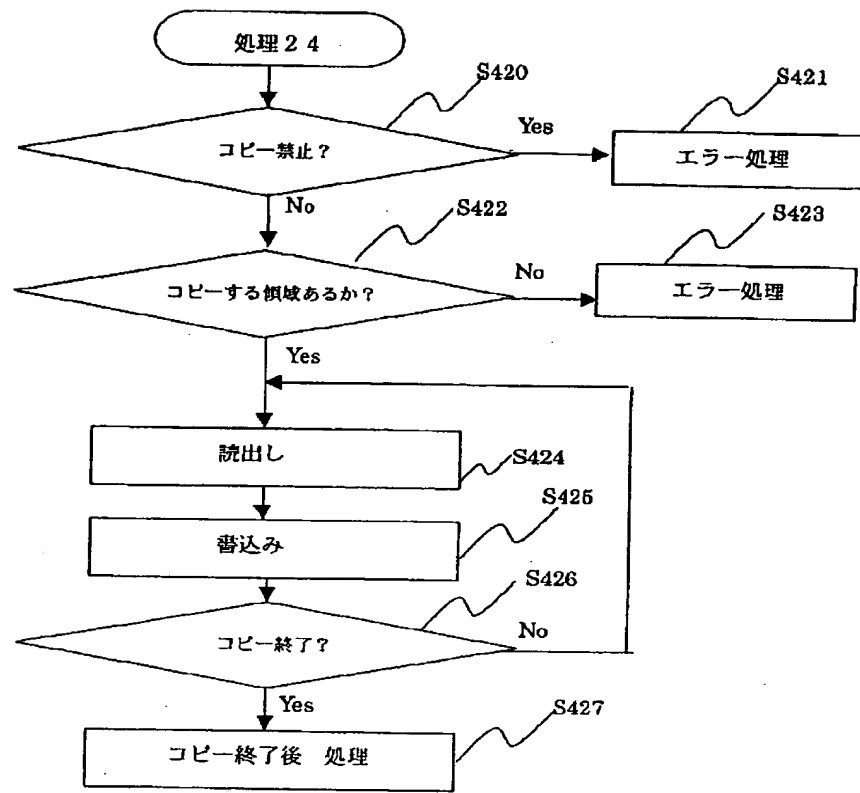 処理２４
S420
S421
コピー禁止？
Yes
エラー処理
No
S422
S423
コピーする領域あるか？
No
エラー処理
Yes
読出し
S424
S425
書込み
S426
コピー終了？
No
Yes
S427
コピー終了後　処理